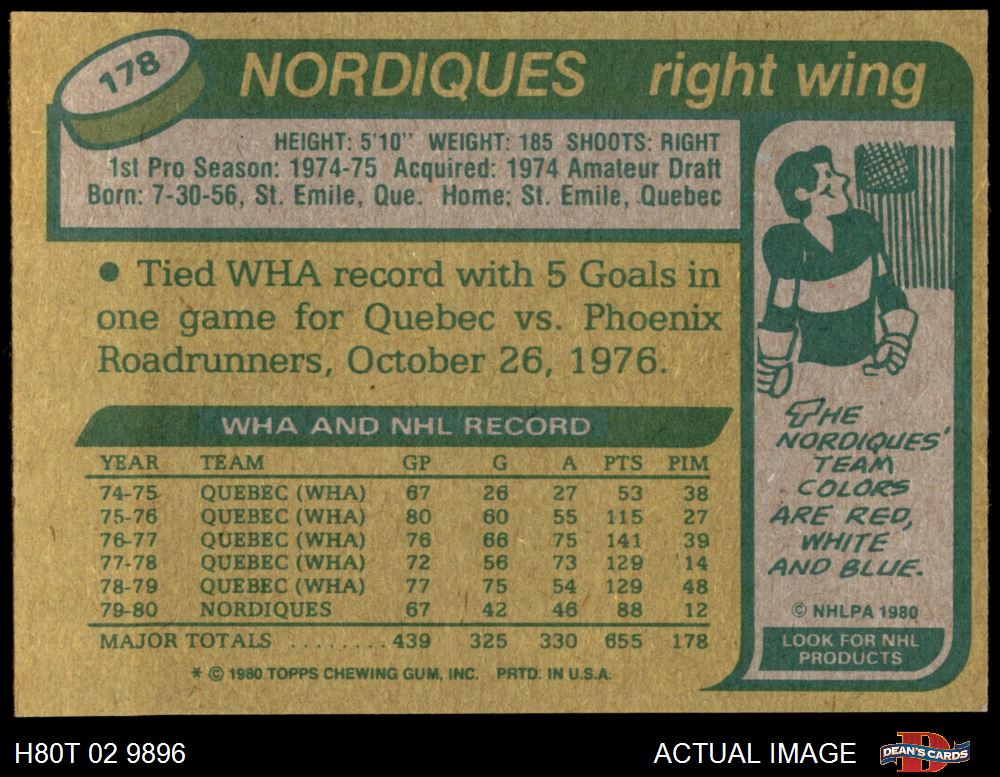 178
NORDIQUES right wing
HEIGHT: 5'10" WEIGHT: 185 SHOOTS: RIGHT
1st Pro Season: 1974-75 Acquired: 1974 Amateur Draft
Born: 7-30-56, St. Emile, Que. Home: St. Emile, Quebec
• Tied WHA record with 5 Goals in
one game for Quebec vs. Phoenix
Roadrunners, October 26, 1976.
WHA AND NHL RECORD
YEAR TEAM GP G A PTS PIM
74-75 QUEBEC (WHA) 67 26 27 53 38
75-76 QUEBEC (WHA) 80 60 55 115 27
76-77 QUEBEC (WHA) 76 66 75 141 39
77-78 QUEBEC (WHA) 72 56 73 129 14
78-79 QUEBEC (WHA) 77 75 54 129 48
79-80 NORDIQUES 67 42 46 88 12
MAJOR TOTALS ........ 439 325 330 655 178
* © 1980 TOPPS CHEWING GUM, INC. PRTD. IN U.S.A.
THE
NORDIQUES'
TEAM
COLORS
ARE RED,
WHITE
AND BLUE.
© NHLPA 1980
LOOK FOR NHL
PRODUCTS
H80T 02 9896
ACTUAL IMAGE
DEAN'S CARDS